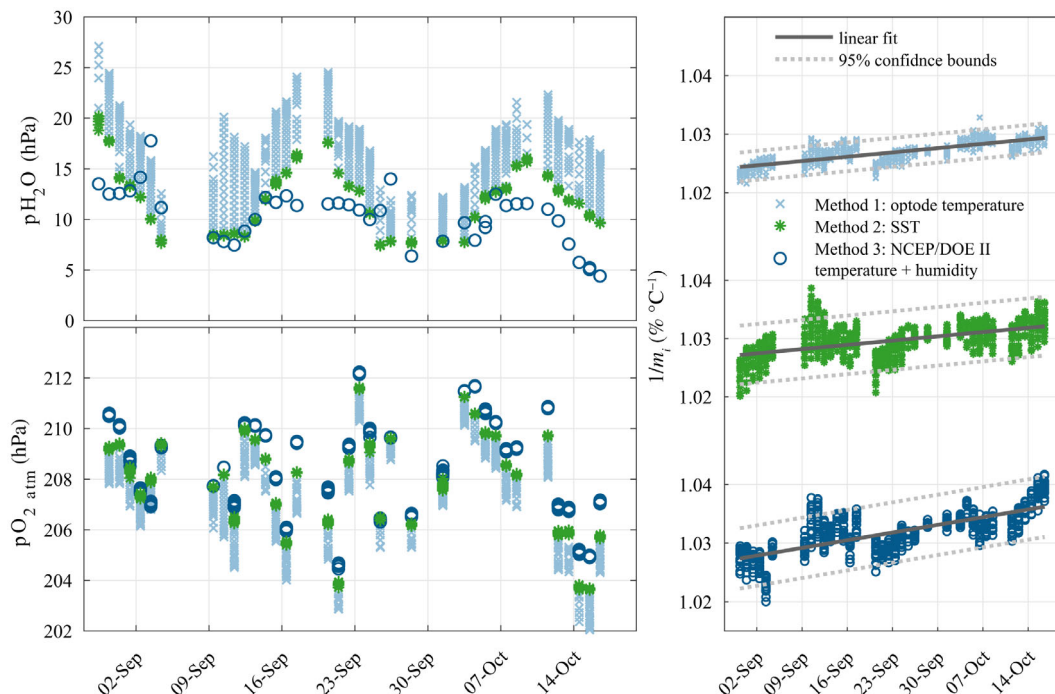 30
25
20
15
10
5
0
pH2O (hPa)
212
210
208
206
204
202
pO2 atm (hPa)
02-Sep
09-Sep
16-Sep
23-Sep
30-Sep
07-Oct
14-Oct
linear fit
95% confidnce bounds
1.04
1.03
1.02
Method 1: optode temperature
Method 2: SST
Method 3: NCEP/DOE II
temperature + humidity
1.04
1.03
1.02
1/mi (% °C−1)
1.04
1.03
1.02
02-Sep
09-Sep
16-Sep
23-Sep
30-Sep
07-Oct
14-Oct